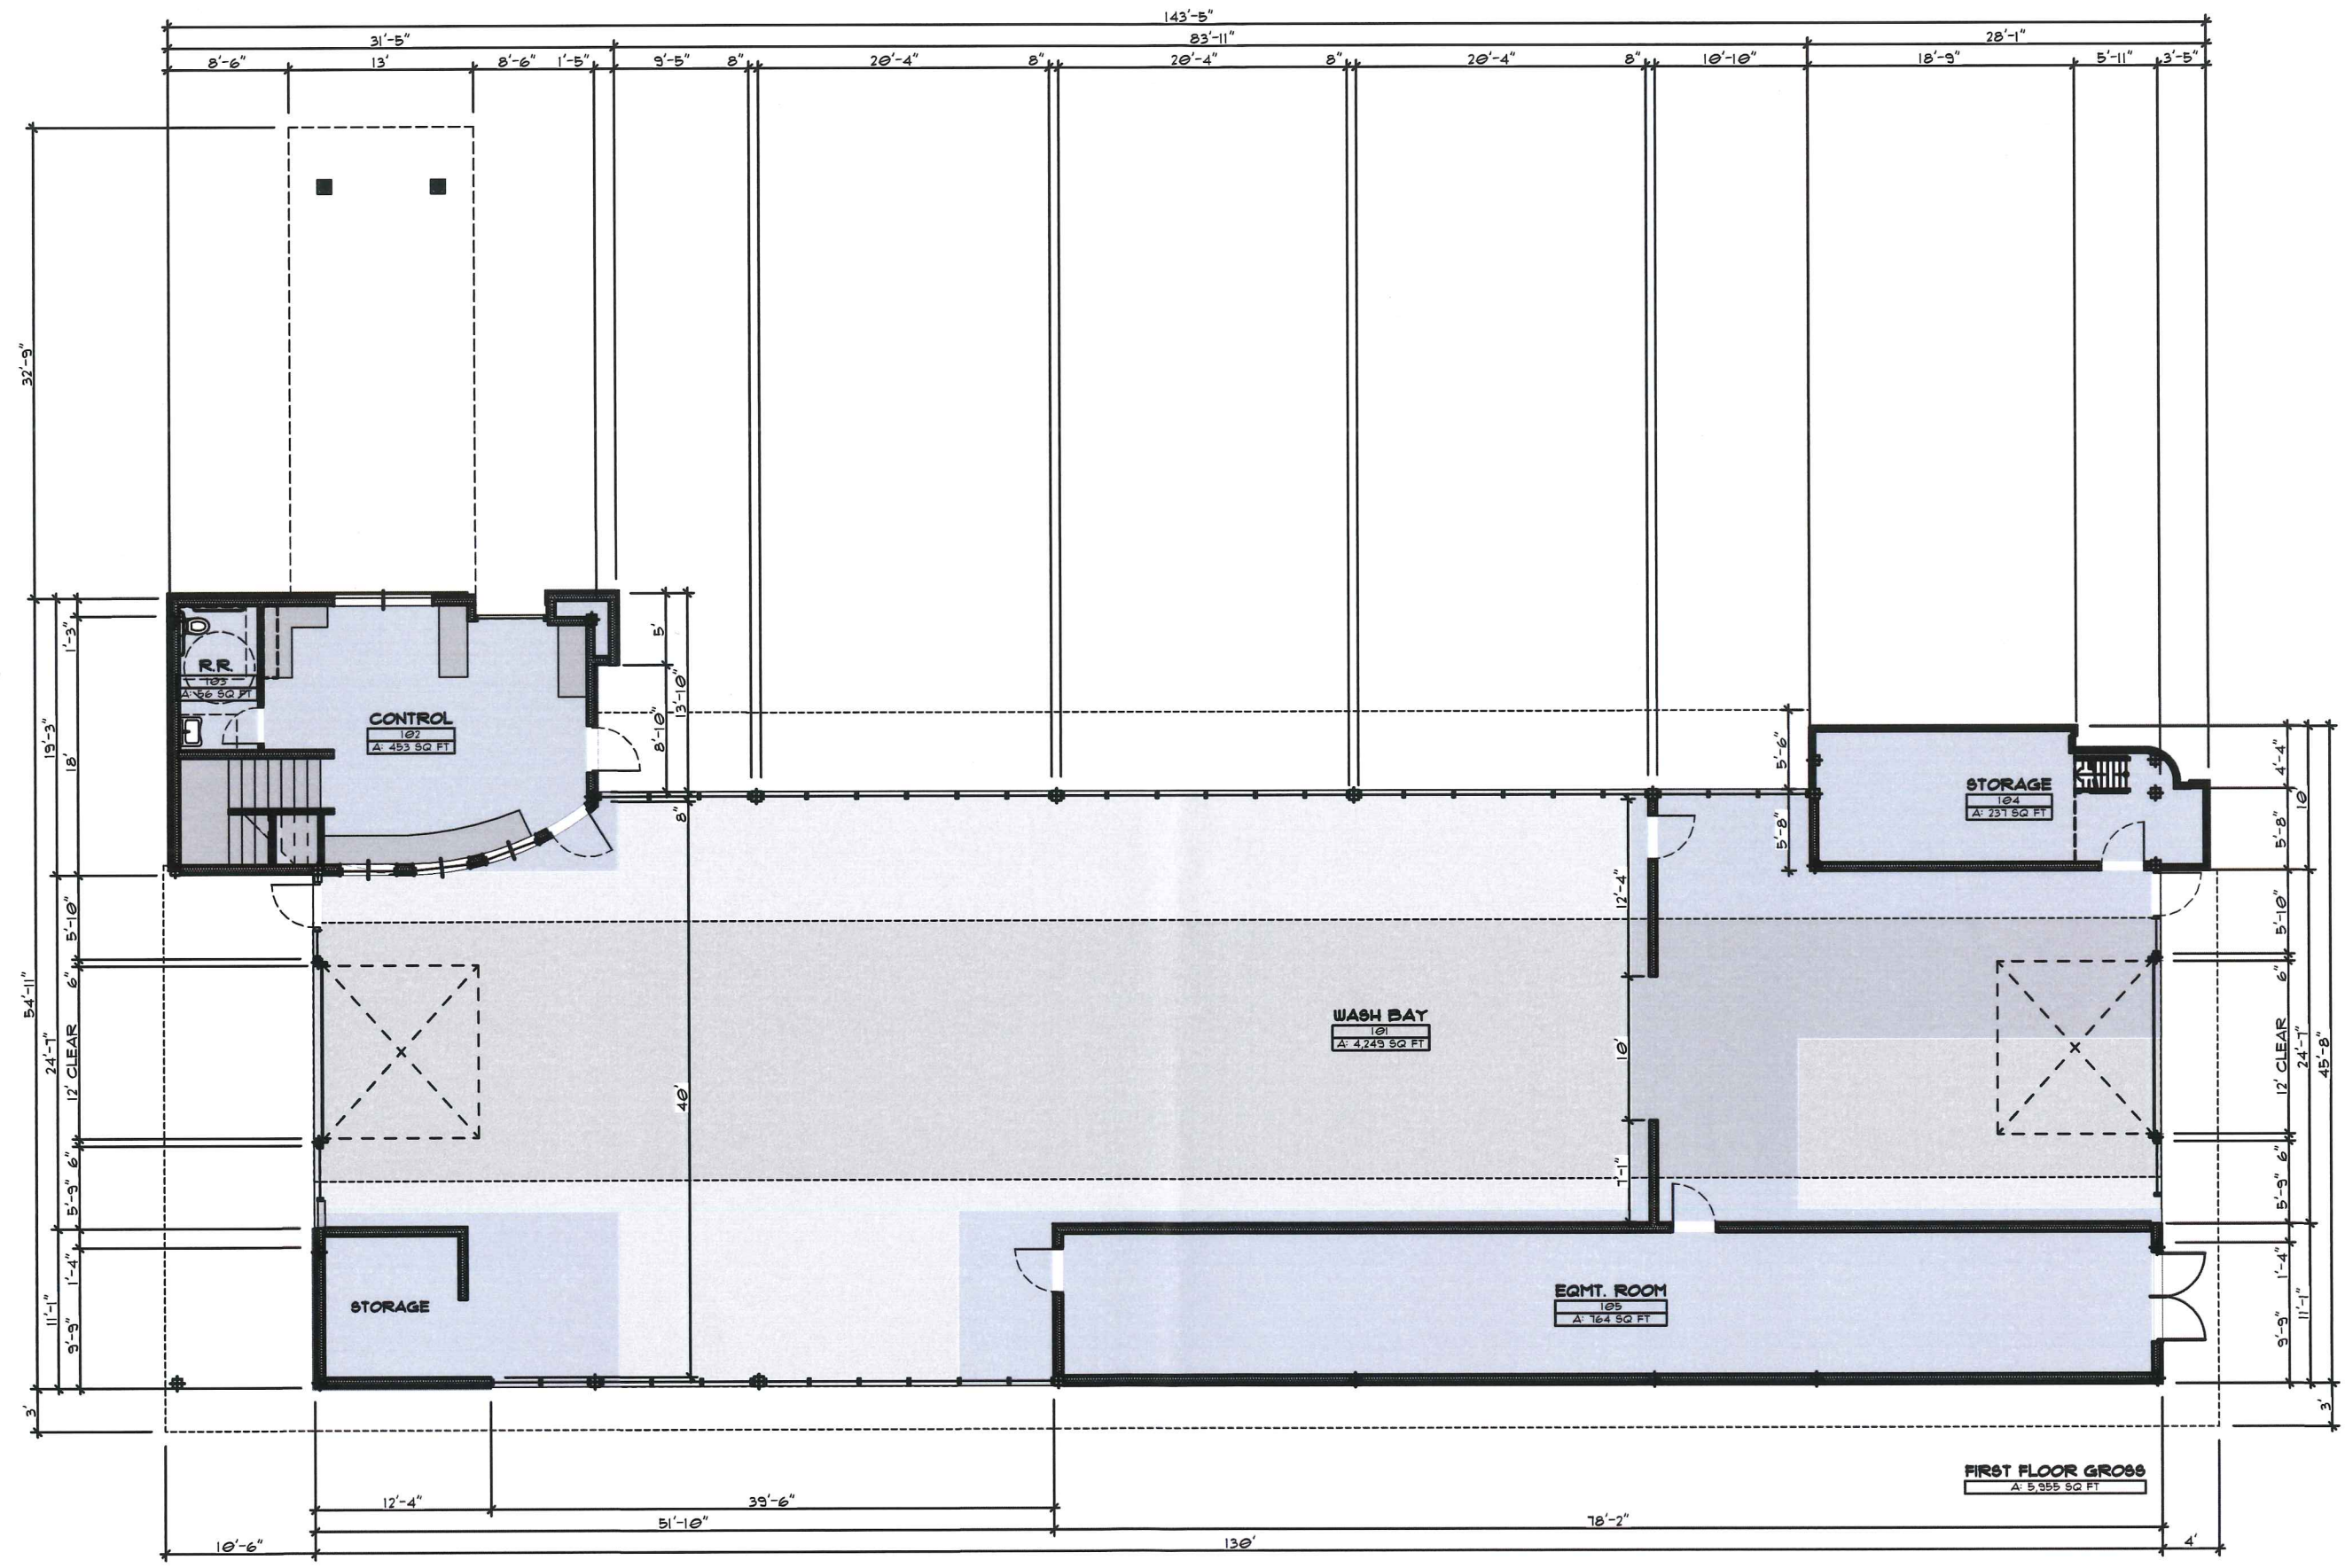 143'-5"
31'-5" 83'-11" 28'-1"
8'-6" 13' 8'-6" 1'-5" 9'-5" 8" 20'-4" 8" 20'-4" 8" 20'-4" 8" 10'-10" 18'-9" 5'-11" 3'-5"
32'-9"
1'-3"
19'-3"
18'
5'
13'-10"
8'-10"
8"
R.R.
103
A: 56 SQ FT
CONTROL
102
A: 453 SQ FT
5'-6"
5'-8"
STORAGE
104
A: 237 SQ FT
4'-4"
10'
5'-8"
54'-11"
24'-7"
5'-10"
6"
12' CLEAR
6"
5'-9"
40'
12'-4"
10'
7'-1"
WASH BAY
101
A: 4,249 SQ FT
5'-10"
6"
12' CLEAR
24'-7"
45'-8"
6"
5'-9"
11'-1"
1'-4"
9'-9"
3'
STORAGE
EQMT. ROOM
105
A: 764 SQ FT
1'-4"
11'-1"
9'-9"
3'
FIRST FLOOR GROSS
A: 5,955 SQ FT
12'-4" 39'-6"
51'-10" 78'-2"
10'-6" 130' 4'